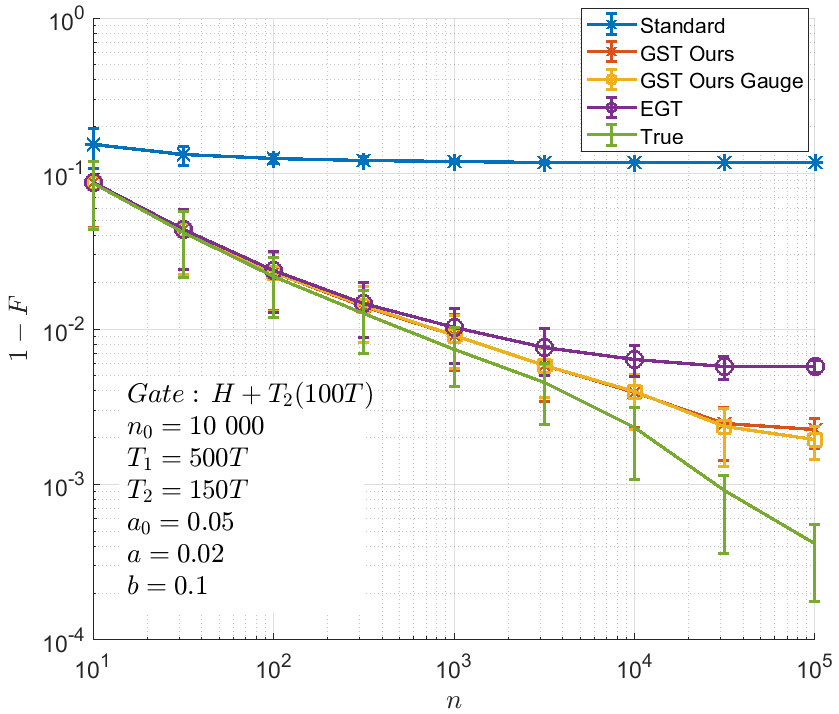 10^0
10^-1
10^-2
10^-3
10^-4
1 − F
10^1
10^2
10^3
10^4
10^5
n
Standard
GST Ours
GST Ours Gauge
EGT
True
Gate: H + T_2(100T)
n_0 = 10 000
T_1 = 500T
T_2 = 150T
a_0 = 0.05
a = 0.02
b = 0.1